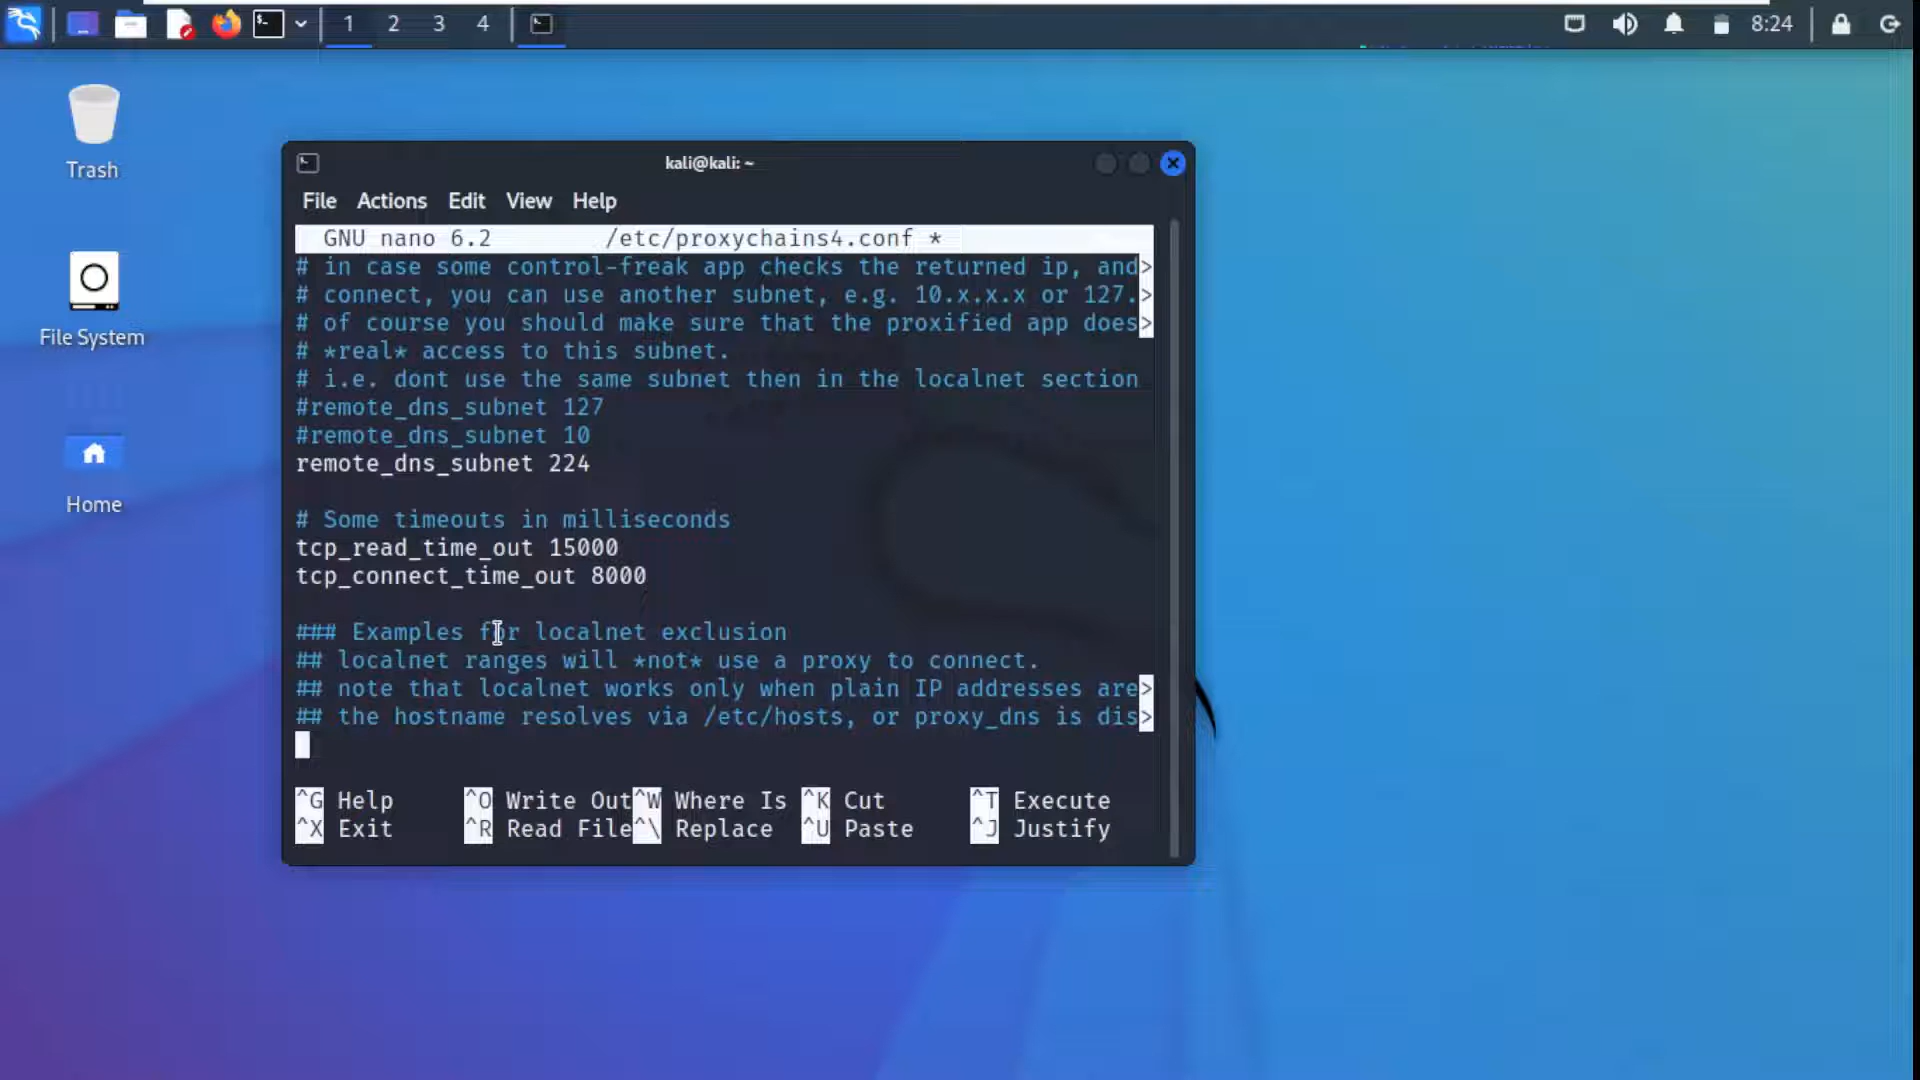 1 2 3 4 8:24
Trash
File System
Home
kali@kali: ~
File Actions Edit View Help
GNU nano 6.2 /etc/proxychains4.conf *
# in case some control-freak app checks the returned ip, and>
# connect, you can use another subnet, e.g. 10.x.x.x or 127.>
# of course you should make sure that the proxified app does>
# *real* access to this subnet.
# i.e. dont use the same subnet then in the localnet section
#remote_dns_subnet 127
#remote_dns_subnet 10
remote_dns_subnet 224
# Some timeouts in milliseconds
tcp_read_time_out 15000
tcp_connect_time_out 8000
### Examples for localnet exclusion
## localnet ranges will *not* use a proxy to connect.
## note that localnet works only when plain IP addresses are>
## the hostname resolves via /etc/hosts, or proxy_dns is dis>
^G Help ^O Write Out ^W Where Is ^K Cut ^T Execute
^X Exit ^R Read File ^\ Replace ^U Paste ^J Justify